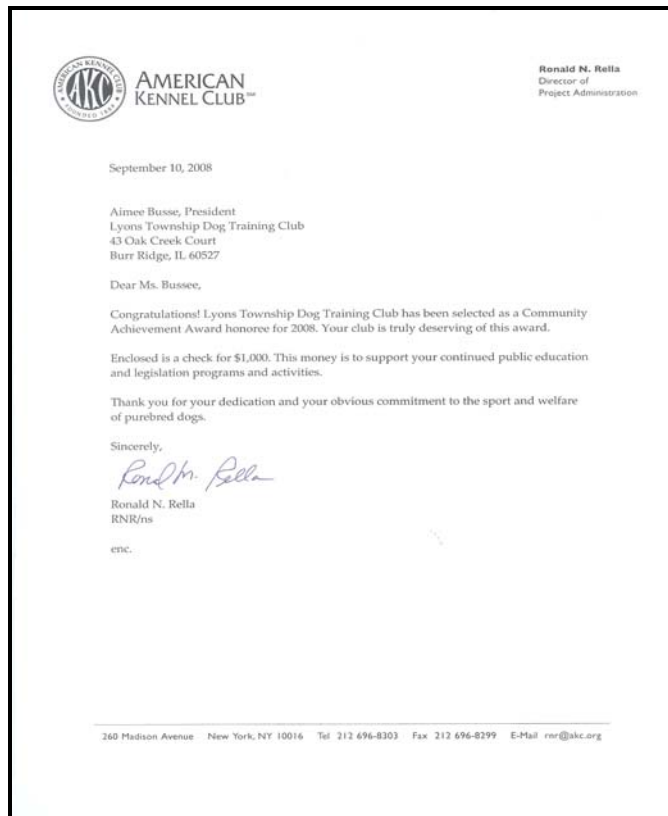 AMERICAN KENNEL CLUB
AKC
FOUNDED 1884
AMERICAN
KENNEL CLUB℠
Ronald N. Rella
Director of
Project Administration
September 10, 2008
Aimee Busse, President
Lyons Township Dog Training Club
43 Oak Creek Court
Burr Ridge, IL 60527
Dear Ms. Bussee,
Congratulations! Lyons Township Dog Training Club has been selected as a Community
Achievement Award honoree for 2008. Your club is truly deserving of this award.
Enclosed is a check for $1,000. This money is to support your continued public education
and legislation programs and activities.
Thank you for your dedication and your obvious commitment to the sport and welfare
of purebred dogs.
Sincerely,
Ronald N. Rella
RNR/ns
enc.
260 Madison Avenue New York, NY 10016 Tel 212 696-8303 Fax 212 696-8299 E-Mail rnr@akc.org